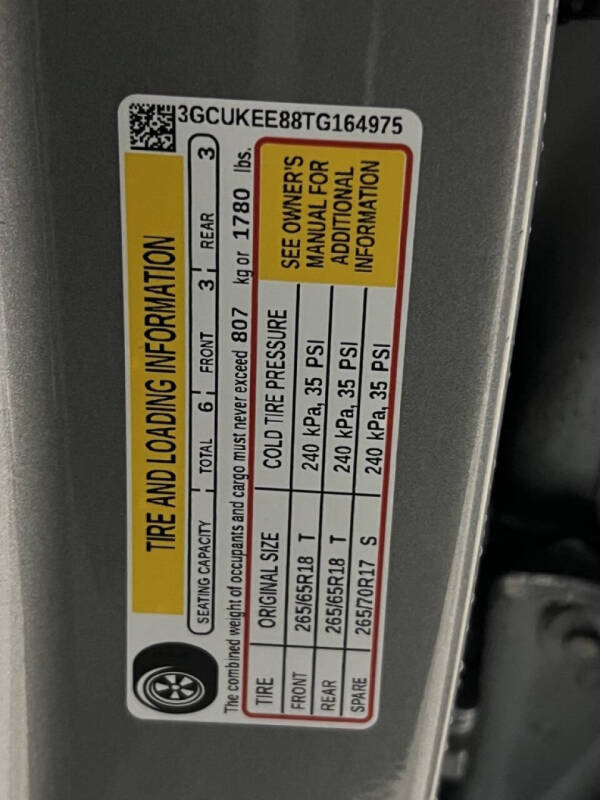 3GCUKEE88TG164975
TIRE AND LOADING INFORMATION
SEATING CAPACITY TOTAL 6 FRONT 3 REAR 3
The combined weight of occupants and cargo must never exceed 807 kg or 1780 lbs.
TIRE ORIGINAL SIZE COLD TIRE PRESSURE
FRONT 265/65R18 T 240 kPa, 35 PSI
REAR 265/65R18 T 240 kPa, 35 PSI
SPARE 265/70R17 S 240 kPa, 35 PSI
SEE OWNER'S
MANUAL FOR
ADDITIONAL
INFORMATION